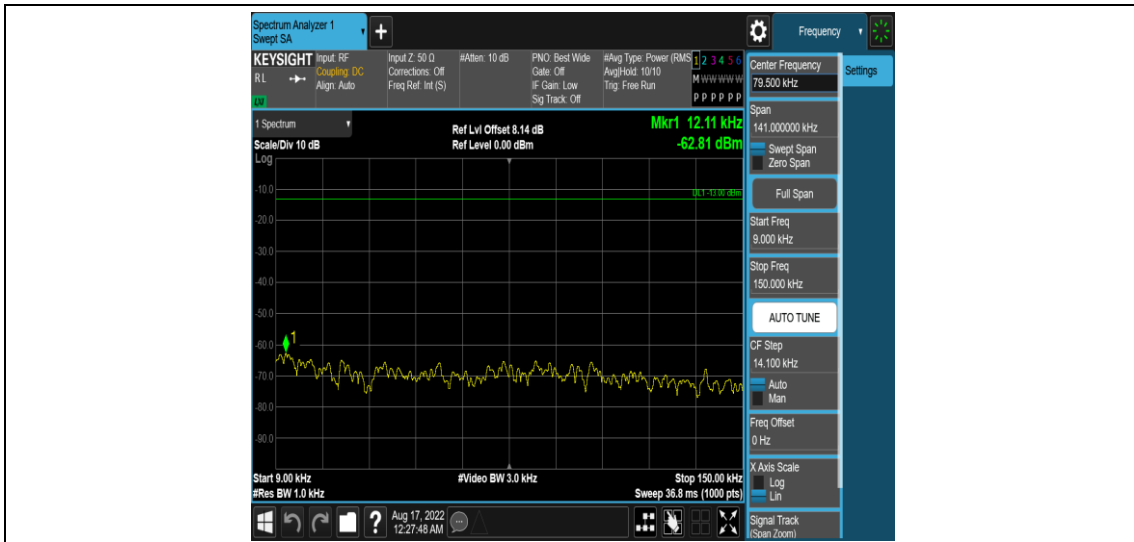 Spectrum Analyzer 1
Swept SA
+
Frequency
KEYSIGHT
RL
LXI
Input: RF
Coupling: DC
Align: Auto
Input Z: 50 Ω
Corrections: Off
Freq Ref: Int (S)
#Atten: 10 dB
PNO: Best Wide
Gate: Off
IF Gain: Low
Sig Track: Off
#Avg Type: Power (RMS
Avg|Hold: 10/10
Trig: Free Run
1 2 3 4 5 6
M W W W W W
P P P P P P
1 Spectrum
Scale/Div 10 dB
Log
Ref Lvl Offset 8.14 dB
Ref Level 0.00 dBm
Mkr1 12.11 kHz
-62.81 dBm
DL1 -13.00 dBm
-10.0
-20.0
-30.0
-40.0
-50.0
1
-60.0
-70.0
-80.0
-90.0
Start 9.00 kHz
#Res BW 1.0 kHz
#Video BW 3.0 kHz
Stop 150.00 kHz
Sweep 36.8 ms (1000 pts)
Center Frequency
79.500 kHz
Settings
Span
141.000000 kHz
Swept Span
Zero Span
Full Span
Start Freq
9.000 kHz
Stop Freq
150.000 kHz
AUTO TUNE
CF Step
14.100 kHz
Auto
Man
Freq Offset
0 Hz
X Axis Scale
Log
Lin
Signal Track
(Span Zoom)
?
Aug 17, 2022
12:27:48 AM